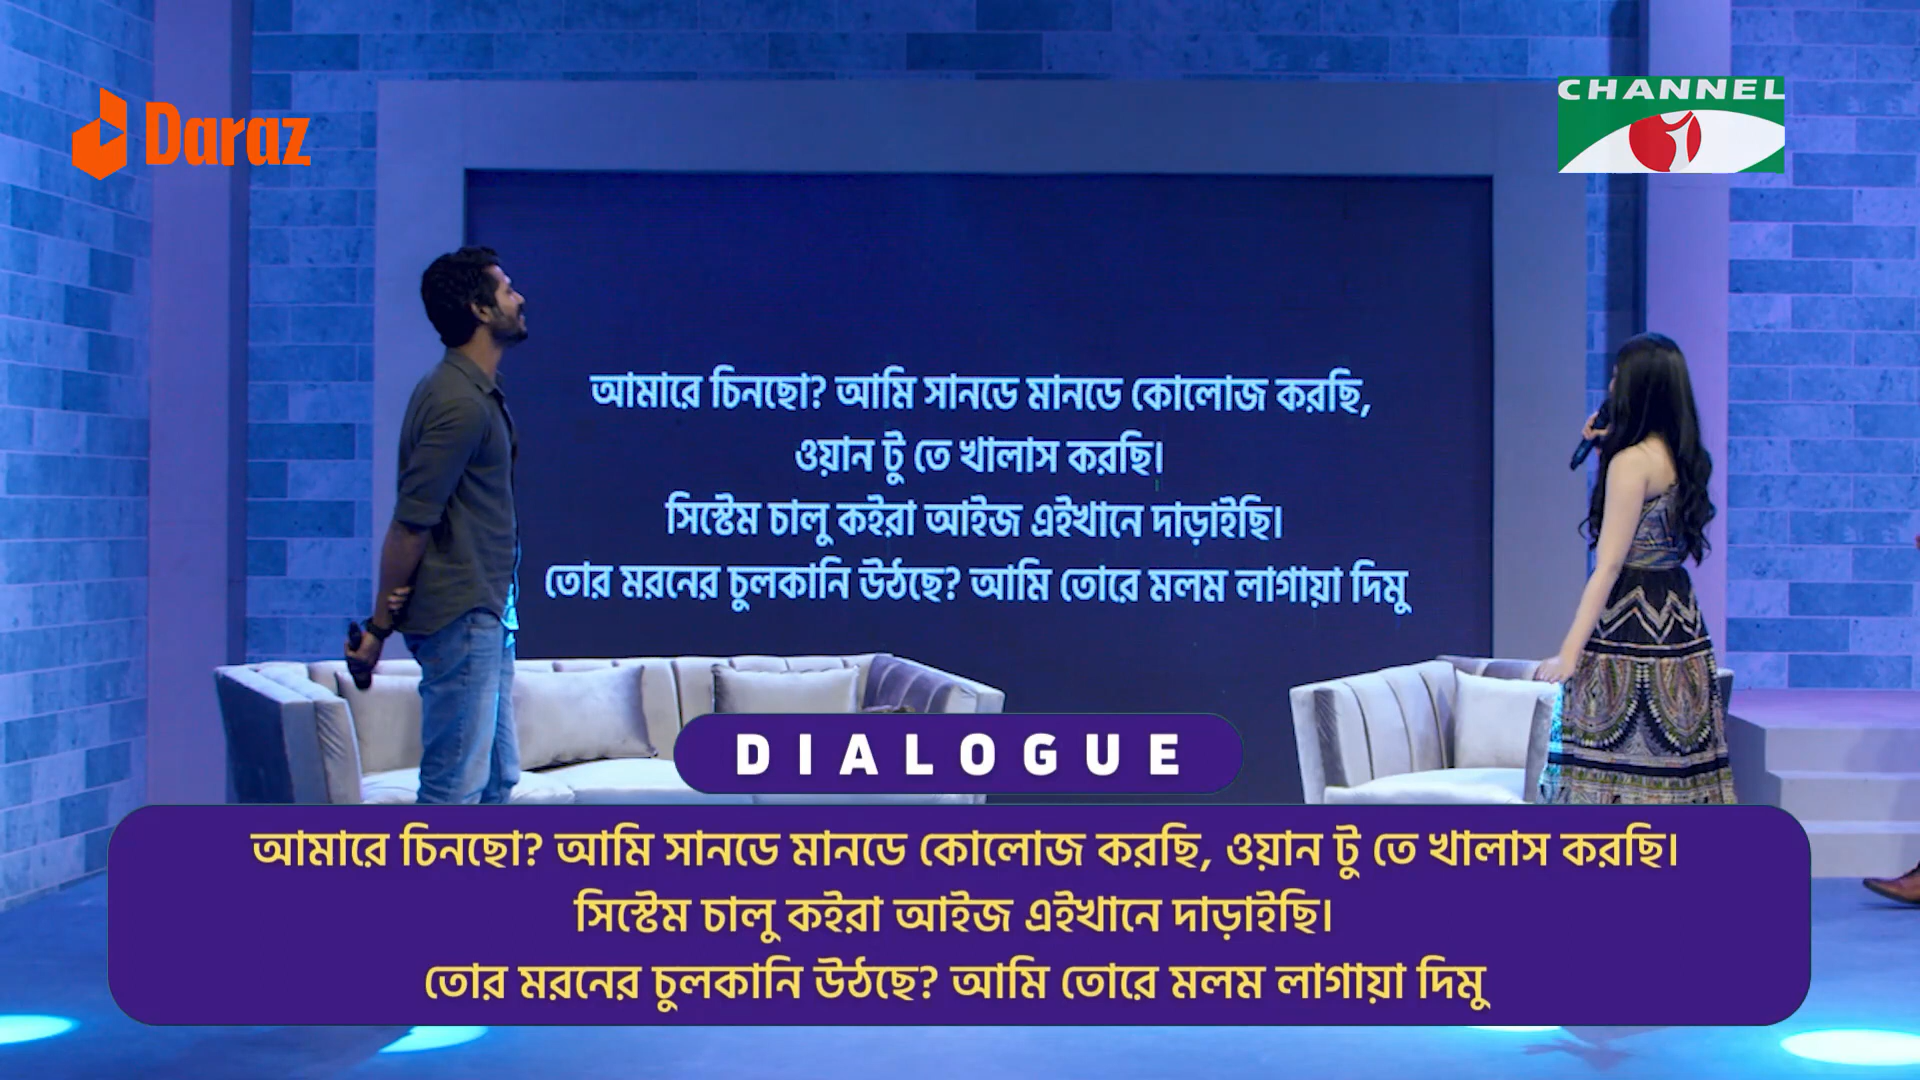 Daraz
CHANNEL
আমারে চিনছো? আমি সানডে মানডে কোলোজ করছি,
ওয়ান টু তে খালাস করছি।
সিস্টেম চালু কইরা আইজ এইখানে দাড়াইছি।
তোর মরনের চুলকানি উঠছে? আমি তোরে মলম লাগায়া দিমু
DIALOGUE
আমারে চিনছো? আমি সানডে মানডে কোলোজ করছি, ওয়ান টু তে খালাস করছি।
সিস্টেম চালু কইরা আইজ এইখানে দাড়াইছি।
তোর মরনের চুলকানি উঠছে? আমি তোরে মলম লাগায়া দিমু